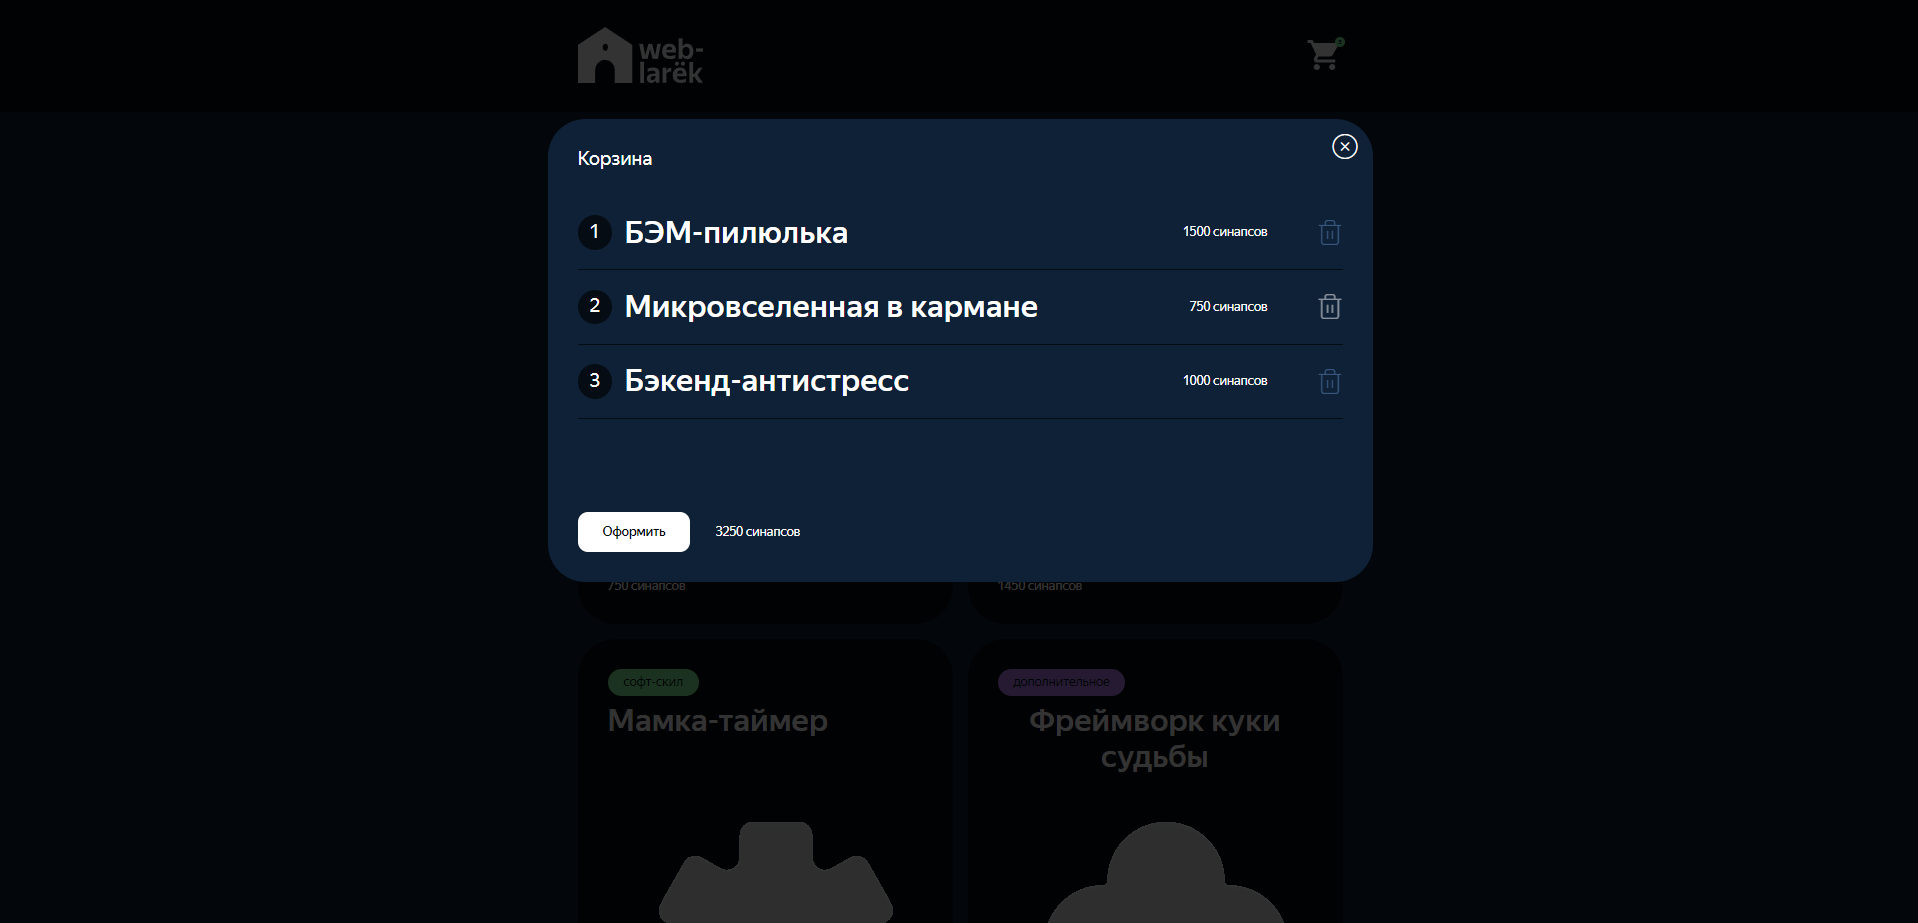 web-
larёk
Корзина
1 БЭМ-пилюлька 1500 синапсов
2 Микровселенная в кармане 750 синапсов
3 Бэкенд-антистресс 1000 синапсов
Оформить 3250 синапсов
750 синапсов 1450 синапсов
софт-скил дополнительное
Мамка-таймер Фреймворк куки
судьбы